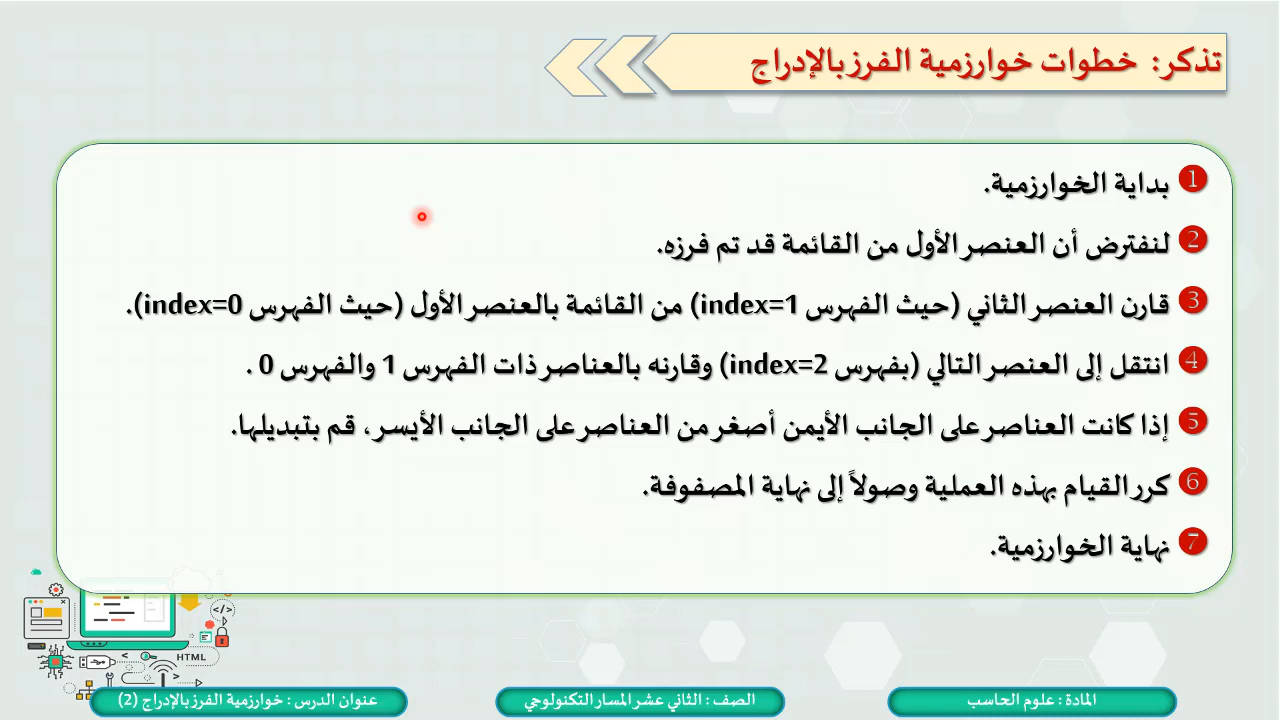 تذكر: خطوات خوارزمية الفرز بالإدراج
1 بداية الخوارزمية.
2 لنفترض أن العنصر الأول من القائمة قد تم فرزه.
3 قارن العنصر الثاني (حيث الفهرس index=1) من القائمة بالعنصر الأول (حيث الفهرس index=0).
4 انتقل إلى العنصر التالي (بفهرس index=2) وقارنه بالعناصر ذات الفهرس 1 والفهرس 0 .
5 إذا كانت العناصر على الجانب الأيمن أصغر من العناصر على الجانب الأيسر، قم بتبديلها.
6 كرر القيام بهذه العملية وصولاً إلى نهاية المصفوفة.
7 نهاية الخوارزمية.
</>
HTML
المادة : علوم الحاسب
الصف : الثاني عشر المسار التكنولوجي
عنوان الدرس : خوارزمية الفرز بالإدراج (2)